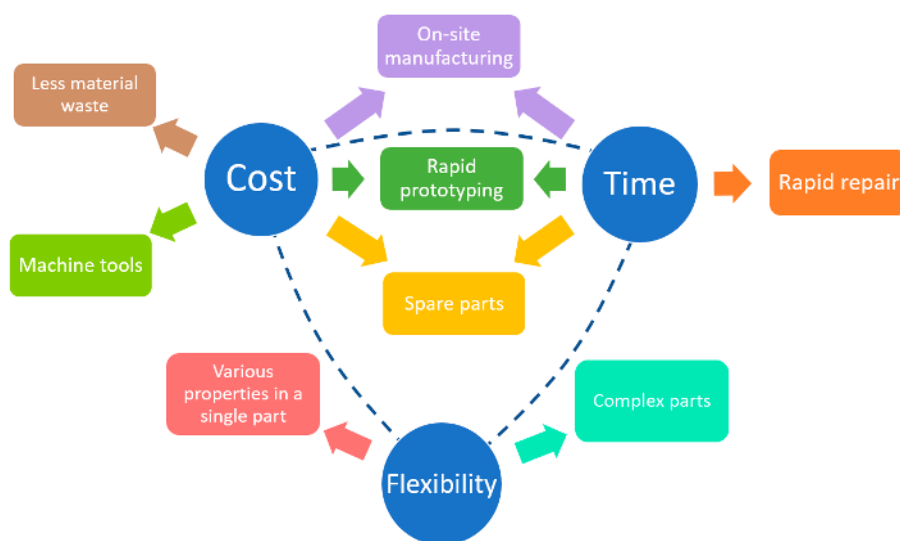 On-site
manufacturing
Less material
waste
Cost
Rapid
prototyping
Time
Rapid repair
Machine tools
Spare parts
Various
properties in a
single part
Complex parts
Flexibility